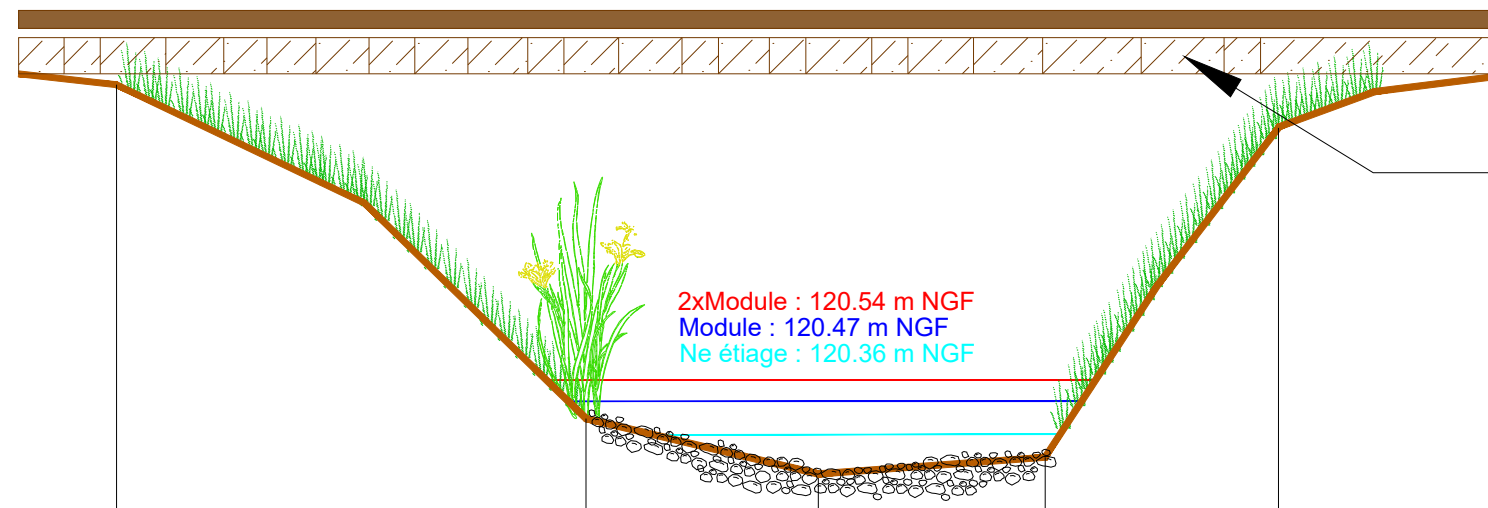 2xModule : 120.54 m NGF
Module : 120.47 m NGF
Ne étiage : 120.36 m NGF